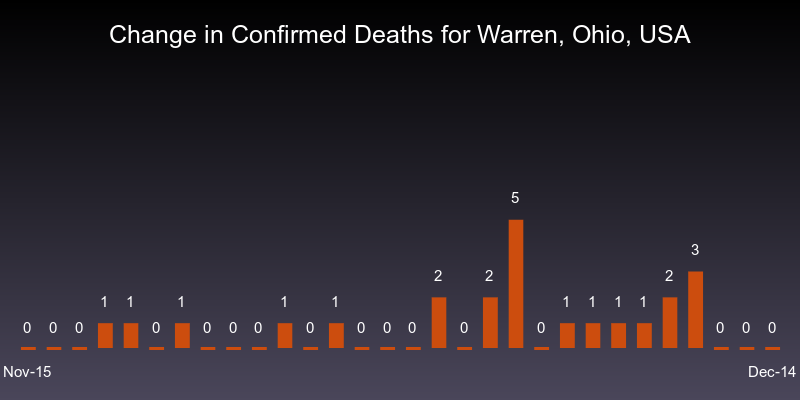 Change in Confirmed Deaths for Warren, Ohio, USA
5
3
2 2 2
1 1 1 1 1 1 1 1 1
0 0 0 0 0 0 0 0 0 0 0 0 0 0 0 0 0
Nov-15 Dec-14